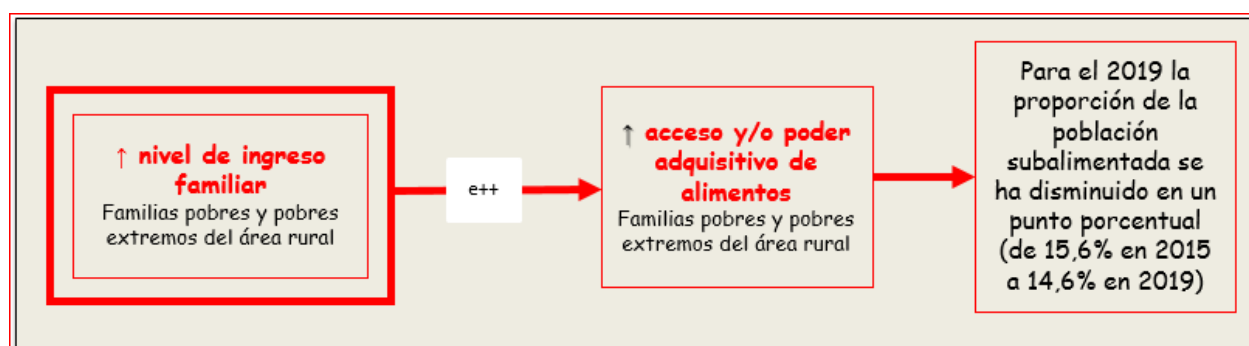 ↑ nivel de ingreso
familiar
Familias pobres y pobres
extremos del área rural
e++
↑ acceso y/o poder
adquisitivo de
alimentos
Familias pobres y pobres
extremos del área rural
Para el 2019 la
proporción de la
población
subalimentada se
ha disminuido en un
punto porcentual
(de 15,6% en 2015
a 14,6% en 2019)